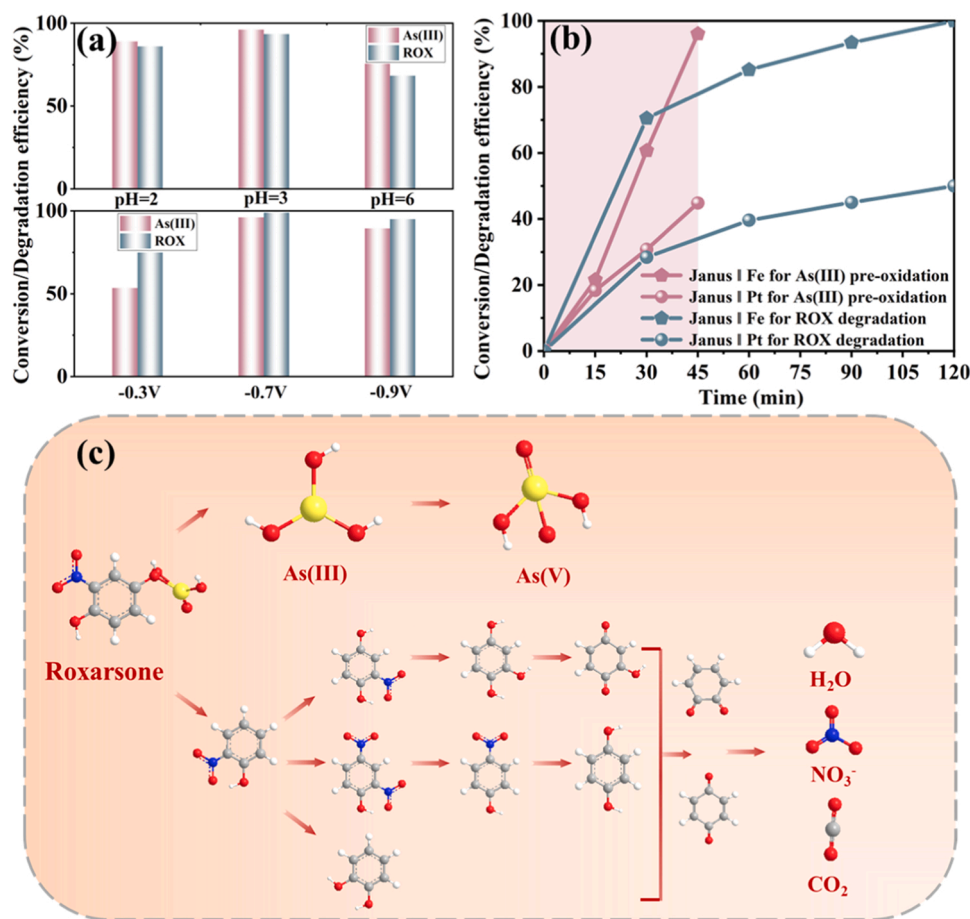 (a)
Conversion/Degradation efficiency (%)
100
50
0
As(III)
ROX
pH=2 pH=3 pH=6
100
50
0
As(III)
ROX
-0.3V -0.7V -0.9V
(b)
Conversion/Degradation efficiency (%)
100
80
60
40
20
0
Janus ‖ Fe for As(III) pre-oxidation
Janus ‖ Pt for As(III) pre-oxidation
Janus ‖ Fe for ROX degradation
Janus ‖ Pt for ROX degradation
0 15 30 45 60 75 90 105 120
Time (min)
(c)
As(III)
As(V)
Roxarsone
H₂O
NO₃⁻
CO₂